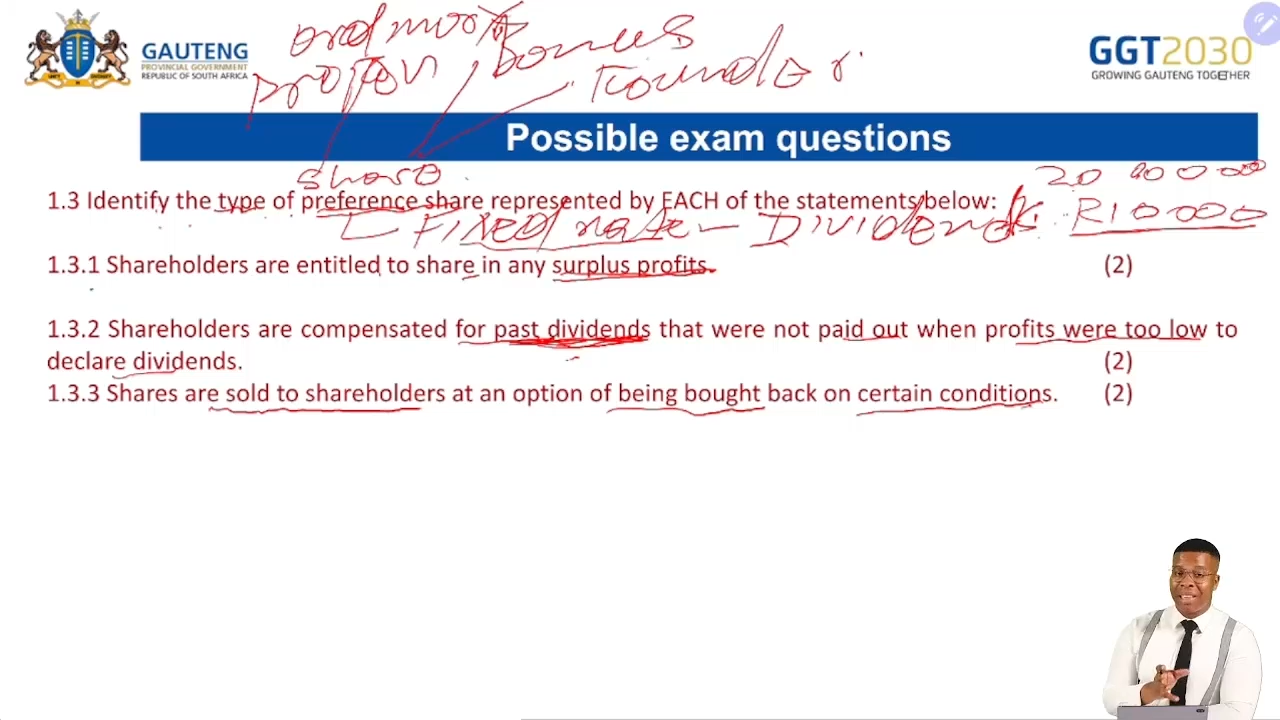 GAUTENG
PROVINCIAL GOVERNMENT
REPUBLIC OF SOUTH AFRICA
GGT2030
GROWING GAUTENG TOGETHER
bonus
Founder
Possible exam questions
share
1.3 Identify the type of preference share represented by EACH of the statements below:
Fixed rate - Dividends R10 000
1.3.1 Shareholders are entitled to share in any surplus profits. (2)
1.3.2 Shareholders are compensated for past dividends that were not paid out when profits were too low to
declare dividends. (2)
1.3.3 Shares are sold to shareholders at an option of being bought back on certain conditions. (2)